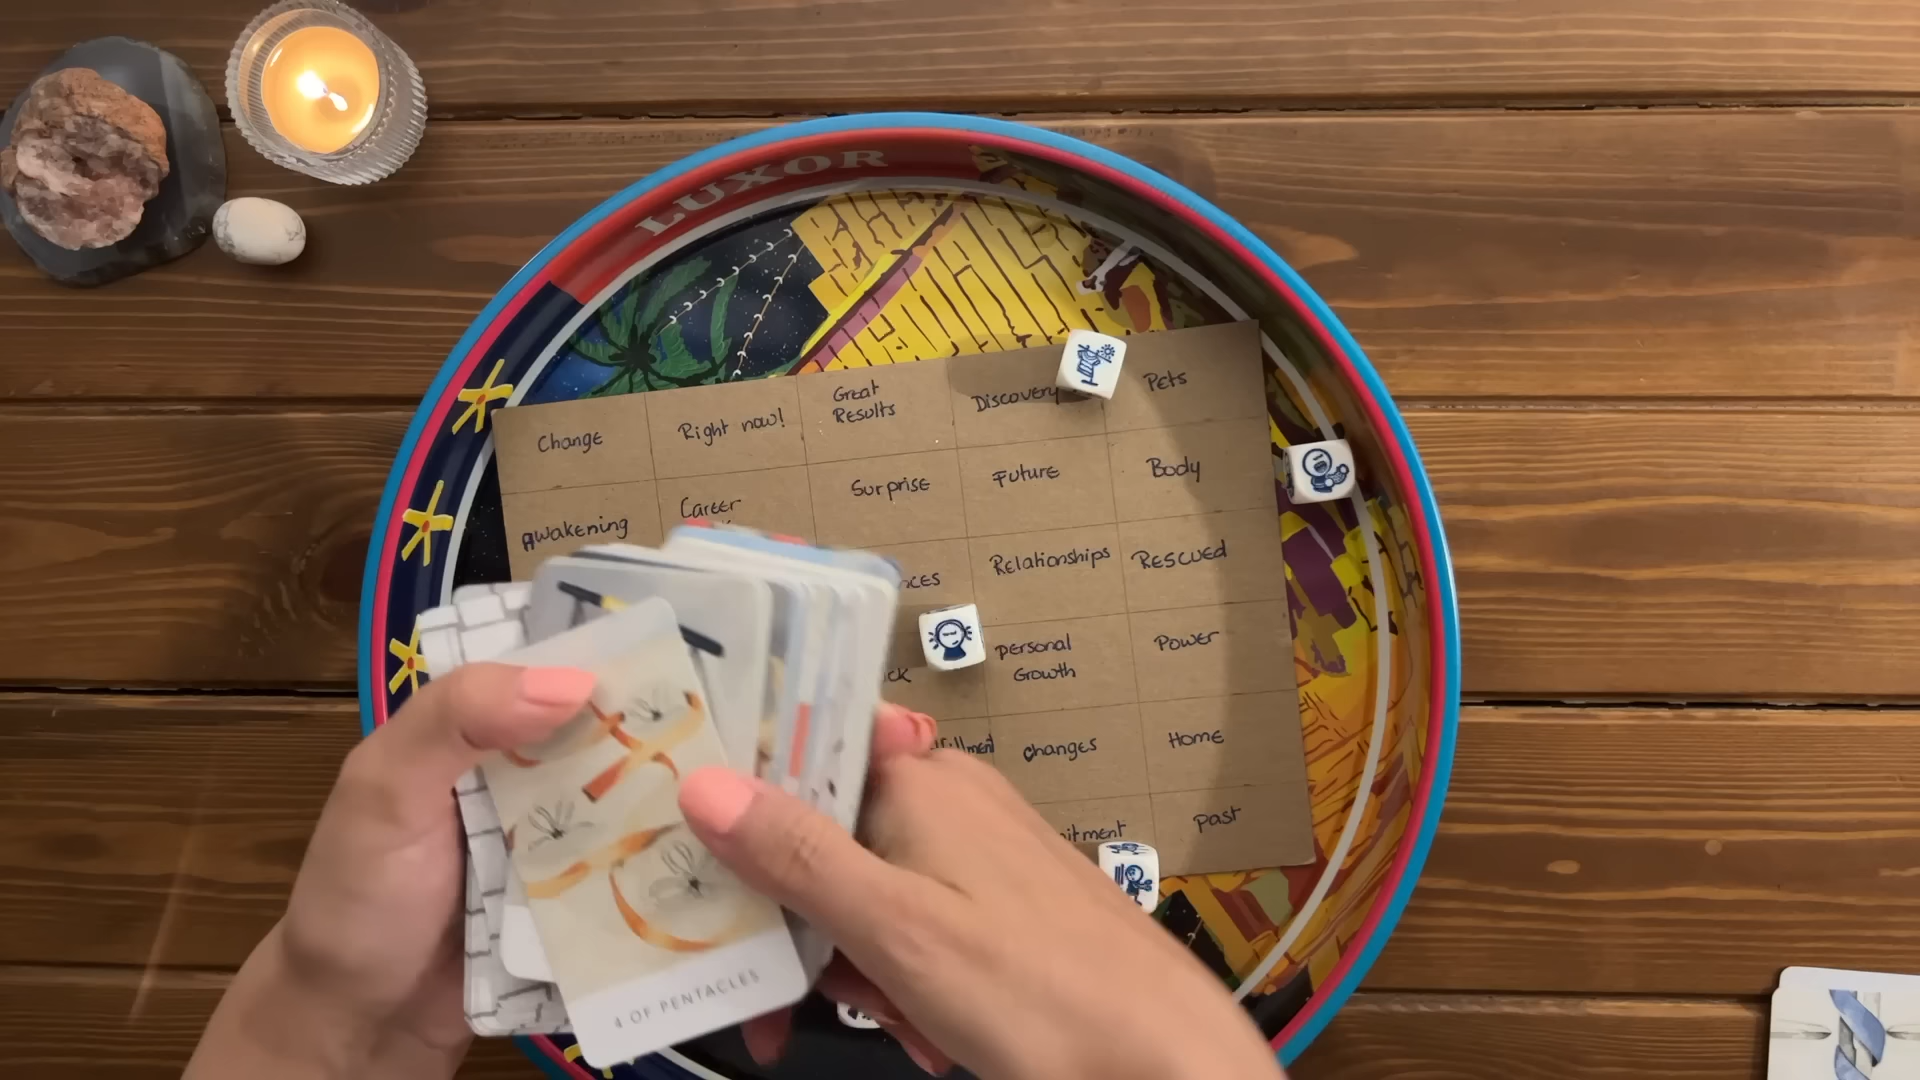 LUXOR
Change
Right now!
Great
Results
Discovery
Pets
Awakening
Career
Surprise
Future
Body
Relationships
RESCUED
personal
Growth
Power
changes
Home
Past
4 OF PENTACLES